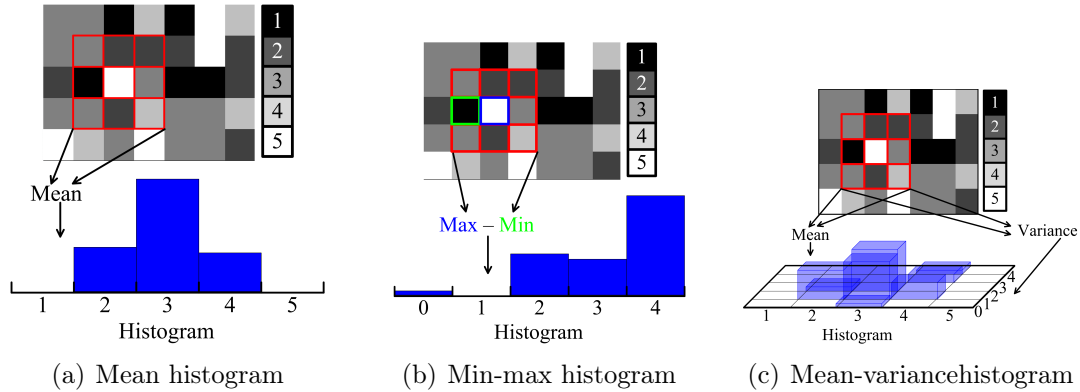 1
2
3
4
5
Mean
1 2 3 4 5
Histogram
(a) Mean histogram
1
2
3
4
5
Max – Min
0 1 2 3 4
Histogram
(b) Min-max histogram
1
2
3
4
5
Mean
Variance
1 2 3 4 5
0 1 2 3 4
Histogram
(c) Mean-variancehistogram